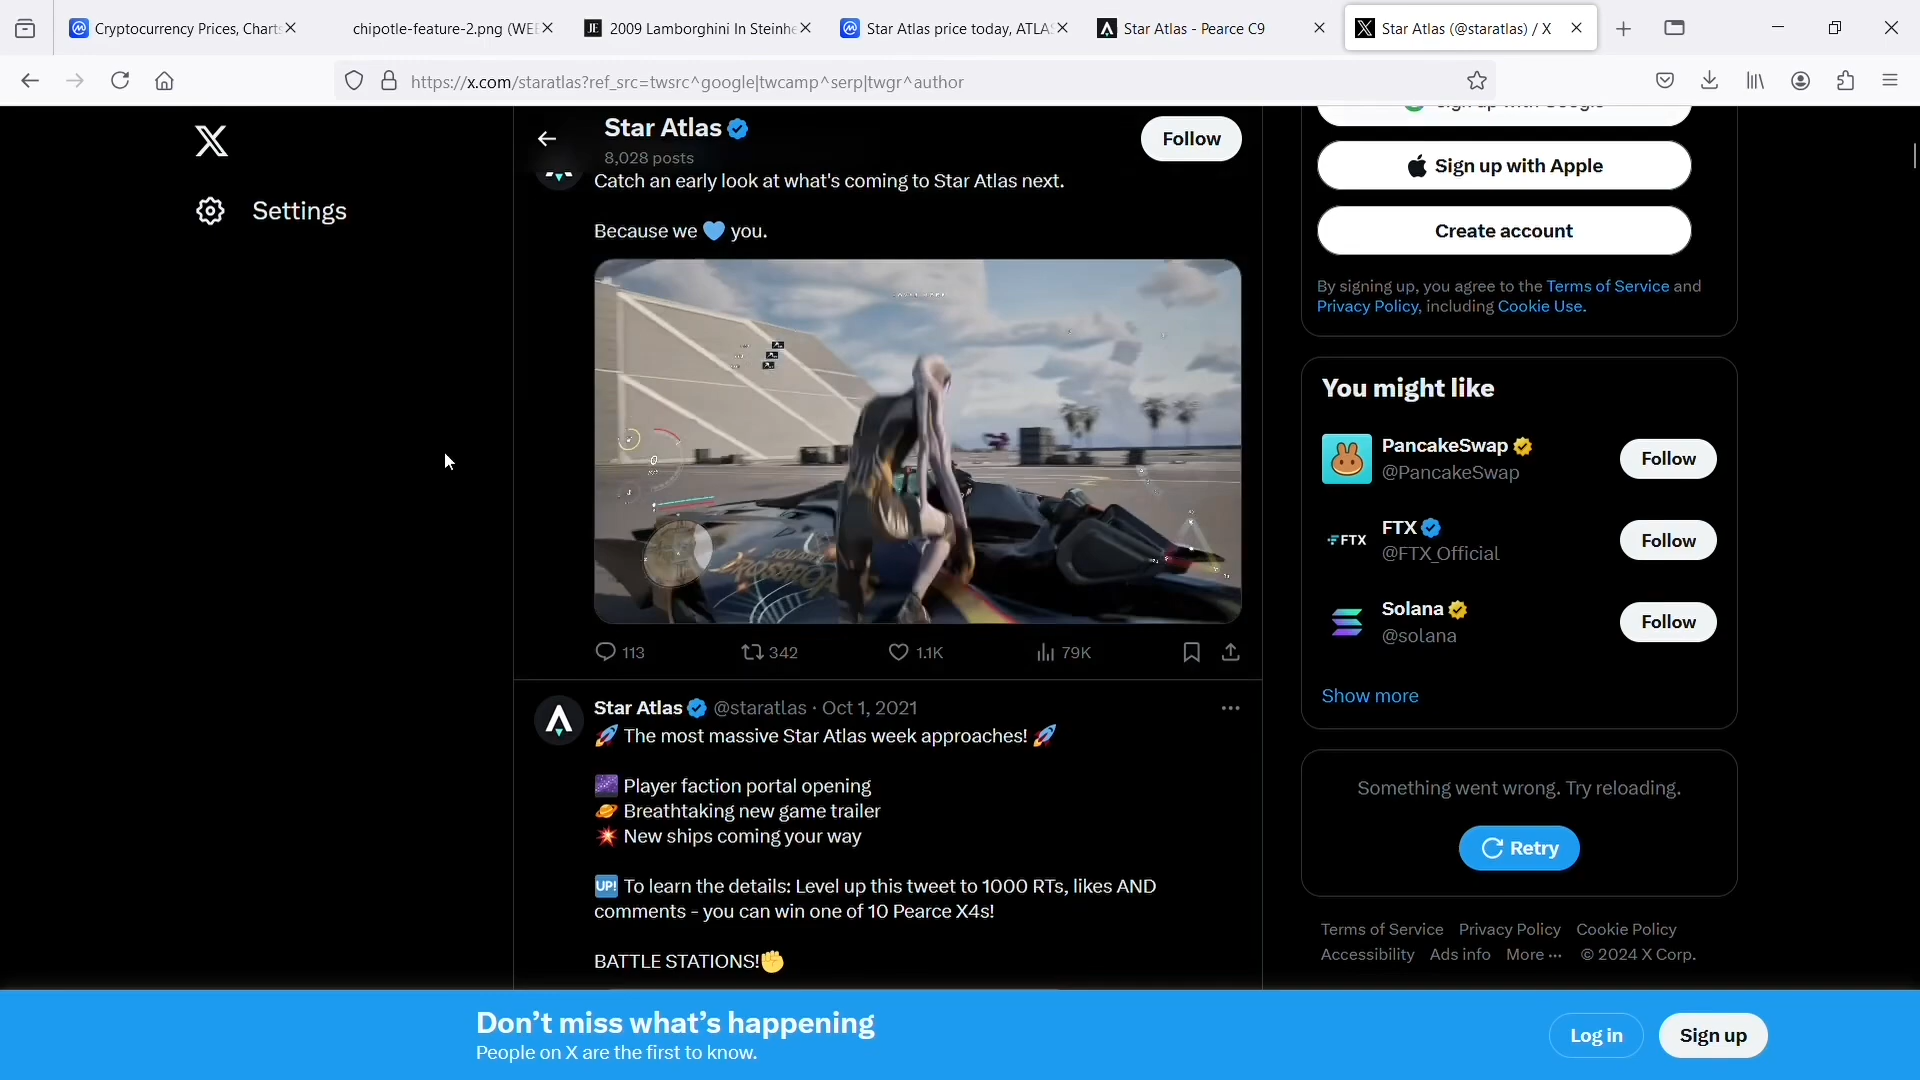 Cryptocurrency Prices, Charts
chipotle-feature-2.png (WEE
JE 2009 Lamborghini In Steinhe
Star Atlas price today, ATLA
Star Atlas - Pearce C9
Star Atlas (@staratlas) / X
https://x.com/staratlas?ref_src=twsrc^google|twcamp^serp|twgr^author
Settings
Star Atlas
8,028 posts
Follow
Catch an early look at what's coming to Star Atlas next.
Because we 💙 you.
113
342
1.1K
79K
Star Atlas @staratlas · Oct 1, 2021
🚀 The most massive Star Atlas week approaches! 🚀
🌌 Player faction portal opening
🪐 Breathtaking new game trailer
💥 New ships coming your way
🆙 To learn the details: Level up this tweet to 1000 RTs, likes AND
comments - you can win one of 10 Pearce X4s!
BATTLE STATIONS!✊
Sign up with Google
Sign up with Apple
Create account
By signing up, you agree to the Terms of Service and
Privacy Policy, including Cookie Use.
You might like
PancakeSwap
@PancakeSwap
Follow
FTX
FTX
@FTX_Official
Follow
Solana
@solana
Follow
Show more
Something went wrong. Try reloading.
Retry
Terms of Service Privacy Policy Cookie Policy
Accessibility Ads info More ··· © 2024 X Corp.
Don’t miss what’s happening
People on X are the first to know.
Log in
Sign up